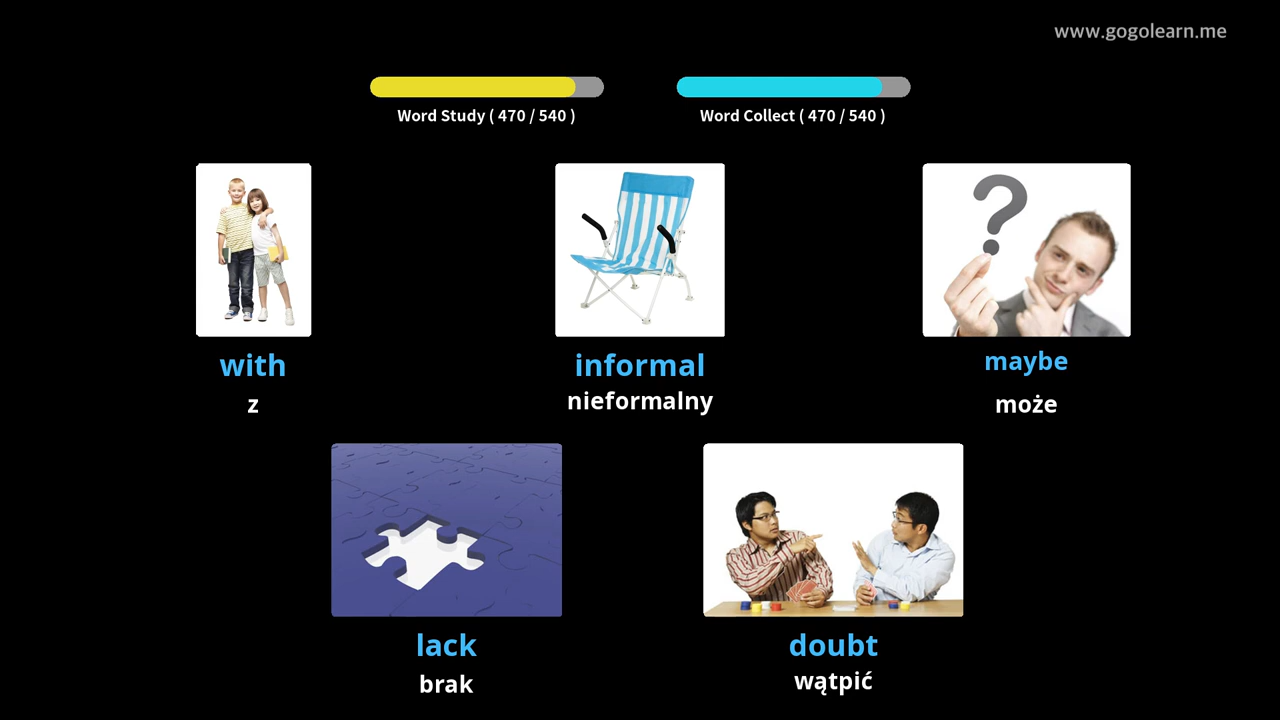 www.gogolearn.me
Word Study ( 470 / 540 )
Word Collect ( 470 / 540 )
with
z
informal
nieformalny
maybe
może
lack
brak
doubt
wątpić